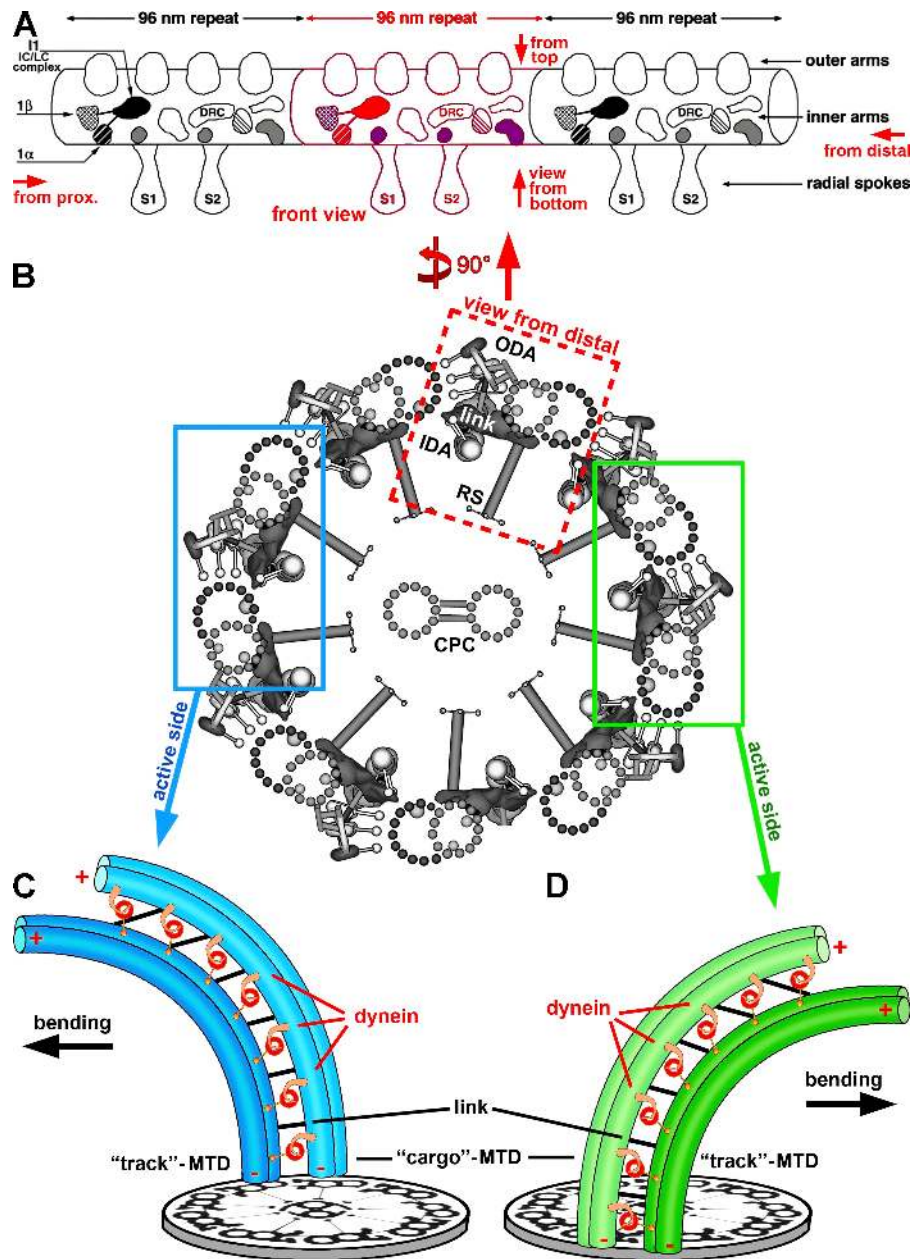 A
96 nm repeat
96 nm repeat
96 nm repeat
I1
IC/LC
complex
from
top
outer arms
1β
DRC
DRC
DRC
inner arms
1α
from distal
from prox.
S1
S2
front view
S1
S2
view
from
bottom
S1
S2
radial spokes
B
90°
view from distal
ODA
link
IDA
RS
CPC
active side
active side
C
D
+
+
+
+
bending
dynein
dynein
bending
link
"track"-MTD
"cargo"-MTD
"track"-MTD
-
-
-
-